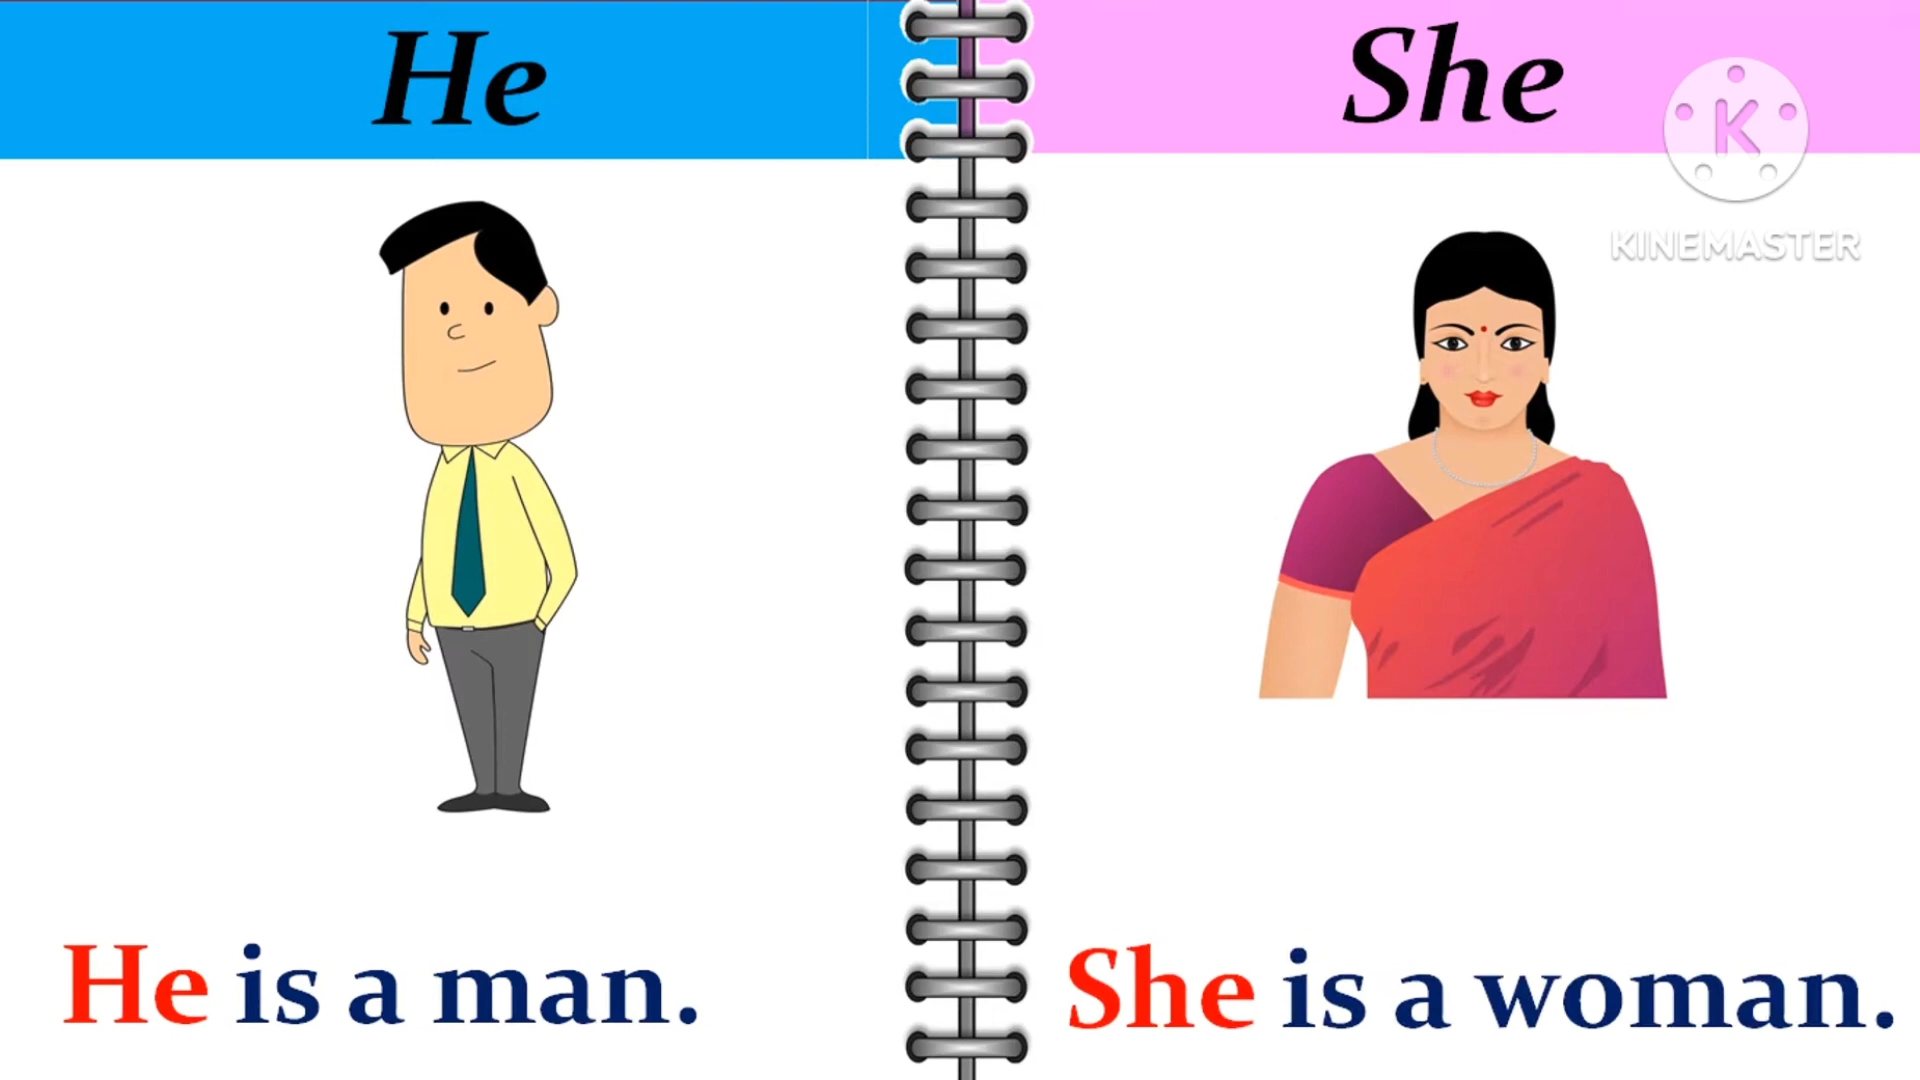 He
She
K
KINEMASTER
He is a man.
She is a woman.